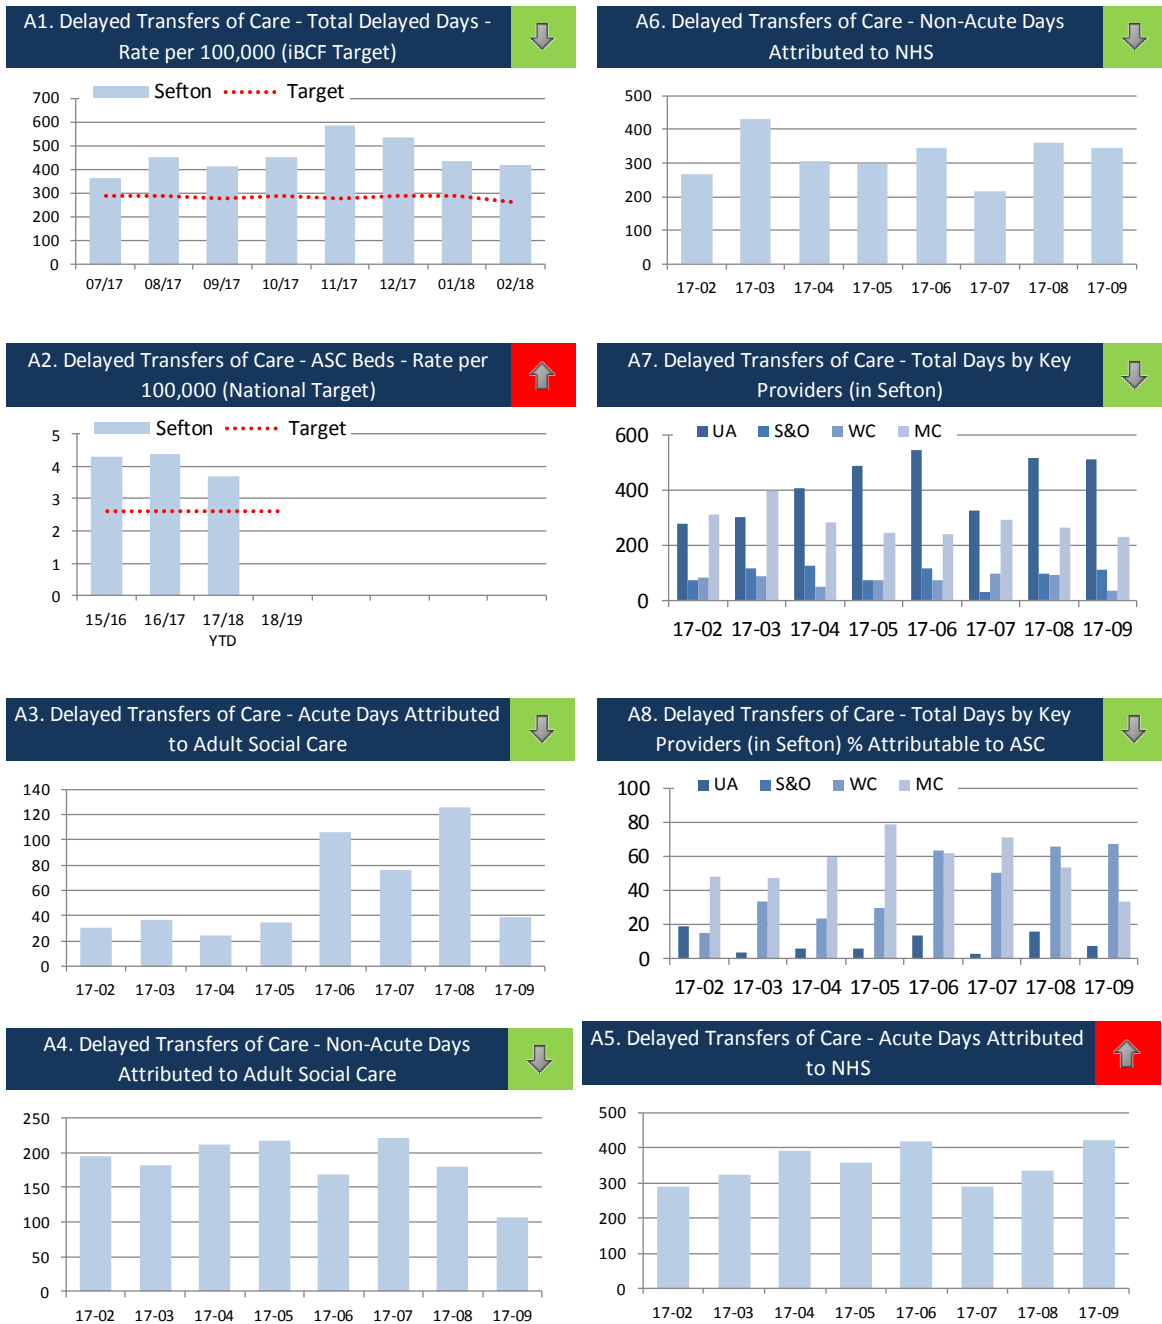 A1. Delayed Transfers of Care - Total Delayed Days -
Rate per 100,000 (iBCF Target)
Sefton Target
700
600
500
400
300
200
100
0
07/17 08/17 09/17 10/17 11/17 12/17 01/18 02/18
A6. Delayed Transfers of Care - Non-Acute Days
Attributed to NHS
500
400
300
200
100
0
17-02 17-03 17-04 17-05 17-06 17-07 17-08 17-09
A2. Delayed Transfers of Care - ASC Beds - Rate per
100,000 (National Target)
Sefton Target
5
4
3
2
1
0
15/16 16/17 17/18 18/19
YTD
A7. Delayed Transfers of Care - Total Days by Key
Providers (in Sefton)
UA S&O WC MC
600
400
200
0
17-02 17-03 17-04 17-05 17-06 17-07 17-08 17-09
A3. Delayed Transfers of Care - Acute Days Attributed
to Adult Social Care
140
120
100
80
60
40
20
0
17-02 17-03 17-04 17-05 17-06 17-07 17-08 17-09
A8. Delayed Transfers of Care - Total Days by Key
Providers (in Sefton) % Attributable to ASC
UA S&O WC MC
100
80
60
40
20
0
17-02 17-03 17-04 17-05 17-06 17-07 17-08 17-09
A4. Delayed Transfers of Care - Non-Acute Days
Attributed to Adult Social Care
250
200
150
100
50
0
17-02 17-03 17-04 17-05 17-06 17-07 17-08 17-09
A5. Delayed Transfers of Care - Acute Days Attributed
to NHS
500
400
300
200
100
0
17-02 17-03 17-04 17-05 17-06 17-07 17-08 17-09